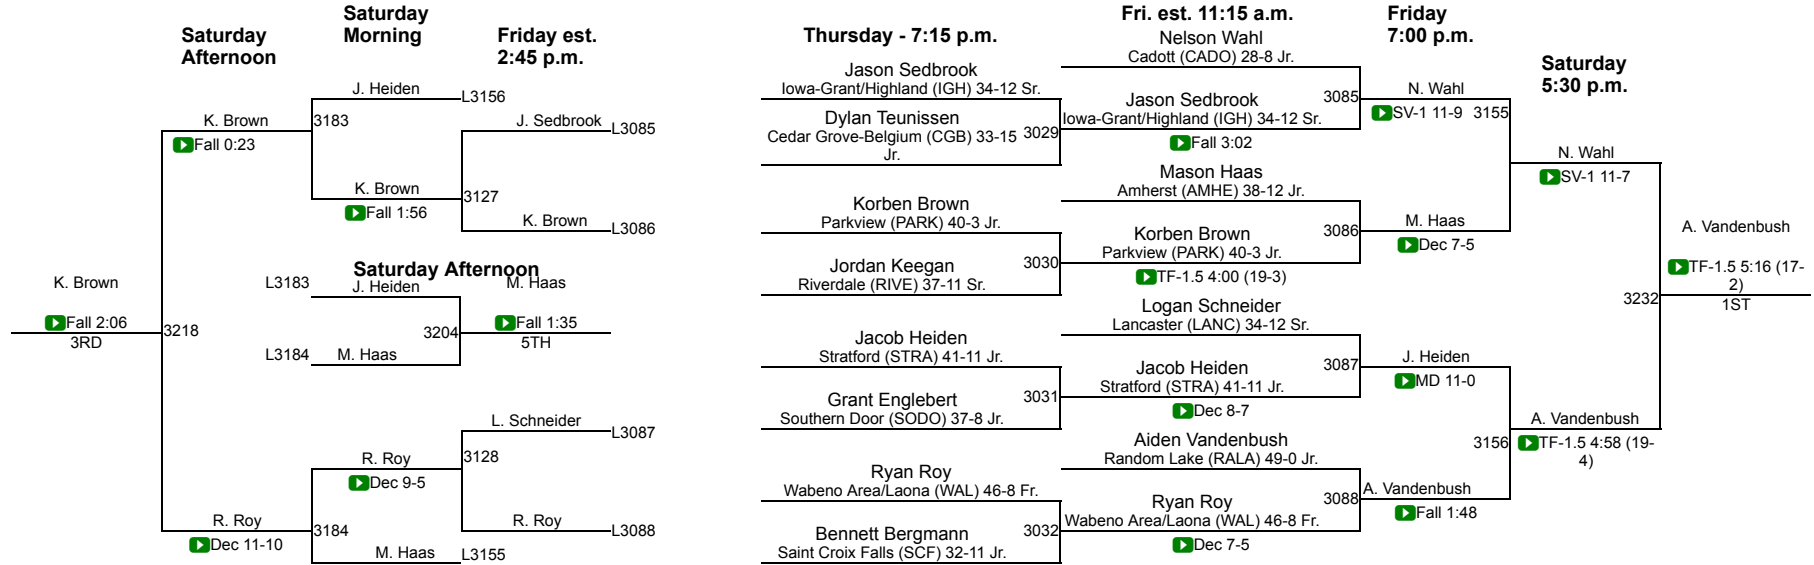 Saturday
Afternoon
Saturday
Morning
Friday est.
2:45 p.m.
J. Heiden
L3156
K. Brown
3183
J. Sedbrook
L3085
Fall 0:23
K. Brown
3127
Fall 1:56
K. Brown
L3086
Saturday Afternoon
K. Brown
L3183
J. Heiden
M. Haas
Fall 2:06
3218
3204
Fall 1:35
3RD
5TH
L3184
M. Haas
L. Schneider
L3087
R. Roy
3128
Dec 9-5
R. Roy
3184
R. Roy
L3088
Dec 11-10
M. Haas
L3155
Thursday - 7:15 p.m.
Jason Sedbrook
Iowa-Grant/Highland (IGH) 34-12 Sr.
Dylan Teunissen
Cedar Grove-Belgium (CGB) 33-15
Jr.
3029
Korben Brown
Parkview (PARK) 40-3 Jr.
Jordan Keegan
Riverdale (RIVE) 37-11 Sr.
3030
Jacob Heiden
Stratford (STRA) 41-11 Jr.
Grant Englebert
Southern Door (SODO) 37-8 Jr.
3031
Ryan Roy
Wabeno Area/Laona (WAL) 46-8 Fr.
Bennett Bergmann
Saint Croix Falls (SCF) 32-11 Jr.
3032
Fri. est. 11:15 a.m.
Nelson Wahl
Cadott (CADO) 28-8 Jr.
Jason Sedbrook
Iowa-Grant/Highland (IGH) 34-12 Sr.
3085
Fall 3:02
Mason Haas
Amherst (AMHE) 38-12 Jr.
Korben Brown
Parkview (PARK) 40-3 Jr.
3086
TF-1.5 4:00 (19-3)
Logan Schneider
Lancaster (LANC) 34-12 Sr.
Jacob Heiden
Stratford (STRA) 41-11 Jr.
3087
Dec 8-7
Aiden Vandenbush
Random Lake (RALA) 49-0 Jr.
Ryan Roy
Wabeno Area/Laona (WAL) 46-8 Fr.
3088
Dec 7-5
Friday
7:00 p.m.
N. Wahl
SV-1 11-9
3155
M. Haas
Dec 7-5
J. Heiden
MD 11-0
3156
A. Vandenbush
Fall 1:48
Saturday
5:30 p.m.
N. Wahl
SV-1 11-7
A. Vandenbush
TF-1.5 4:58 (19-
4)
3232
A. Vandenbush
TF-1.5 5:16 (17-
2)
1ST